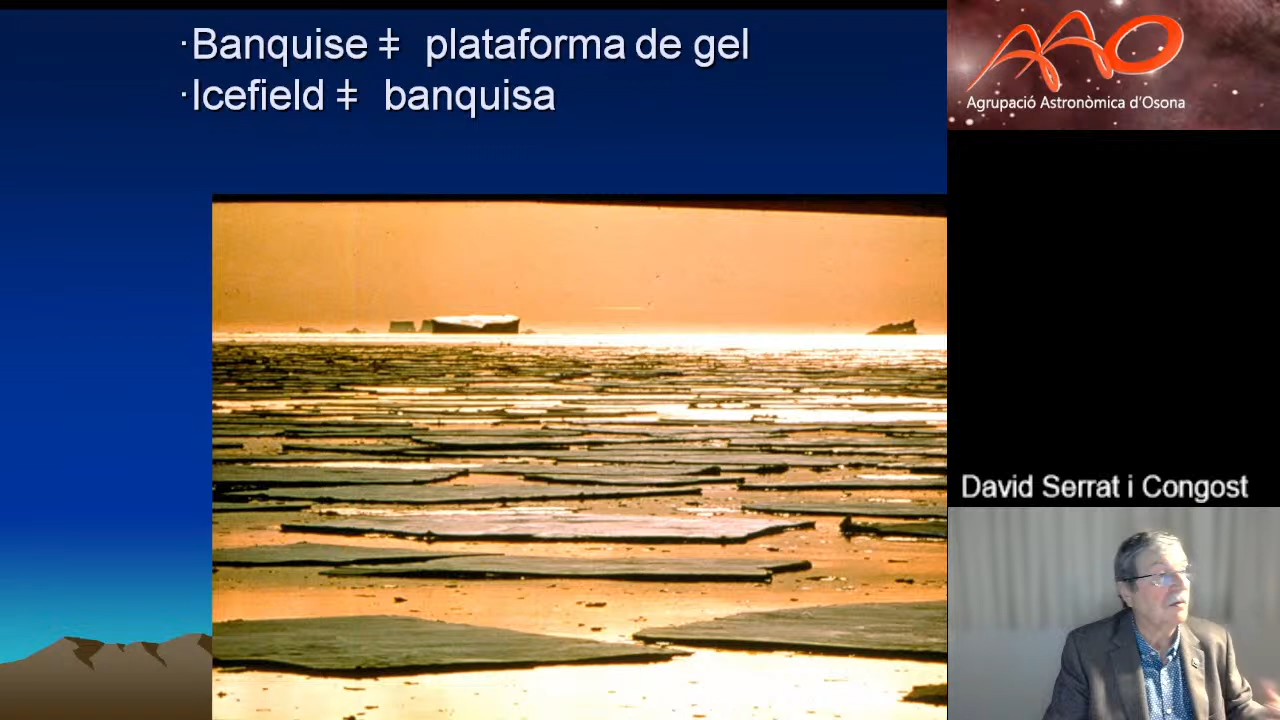 ·Banquise ǂ plataforma de gel
·Icefield ǂ banquisa
Agrupació Astronòmica d'Osona
David Serrat i Congost